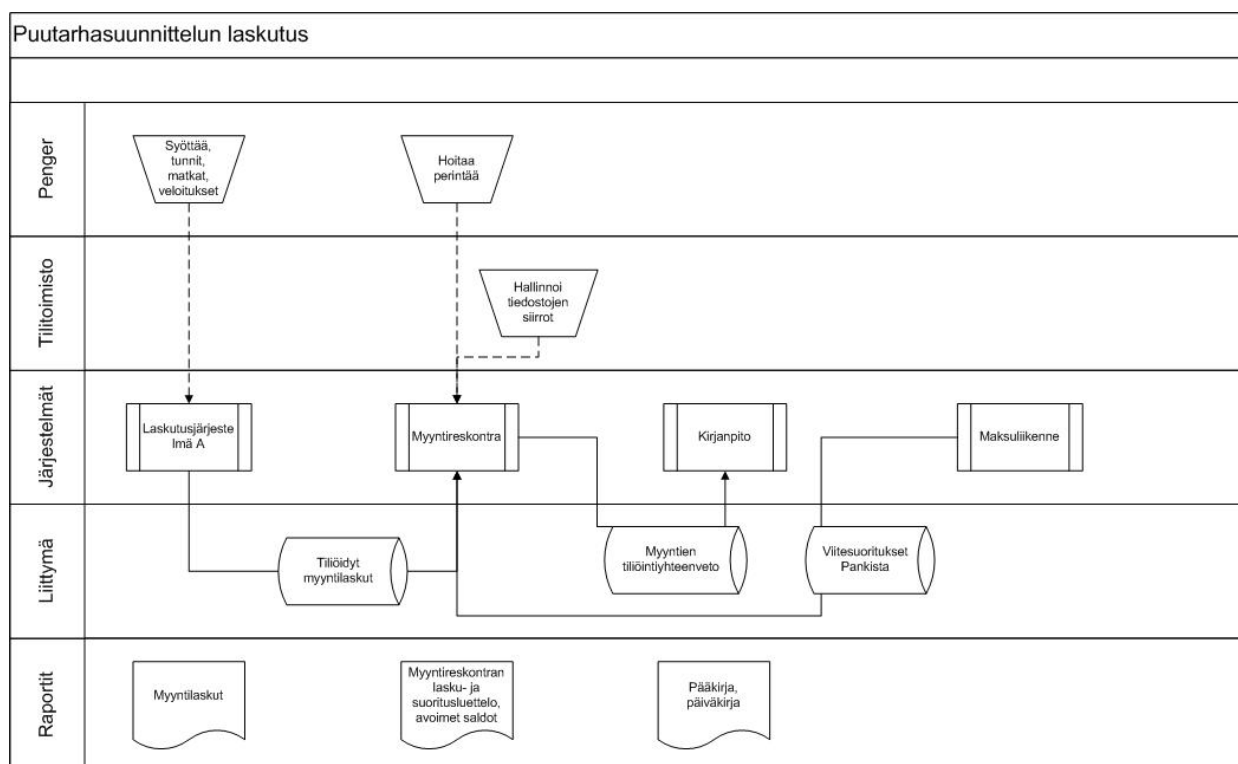 Puutarhasuunnittelun laskutus
Penger
Syöttää,
tunnit,
matkat,
veloitukset
Hoitaa
perintää
Tilitoimisto
Hallinnoi
tiedostojen
siirrot
Järjestelmät
Laskutusjärjeste
lmä A
Myyntireskontra
Kirjanpito
Maksuliikenne
Liittymä
Tiliöidyt
myyntilaskut
Myyntien
tiliöintiyhteenveto
Viitesuoritukset
Pankista
Raportit
Myyntilaskut
Myyntireskontran
lasku- ja
suoritusluettelo,
avoimet saldot
Pääkirja,
päiväkirja